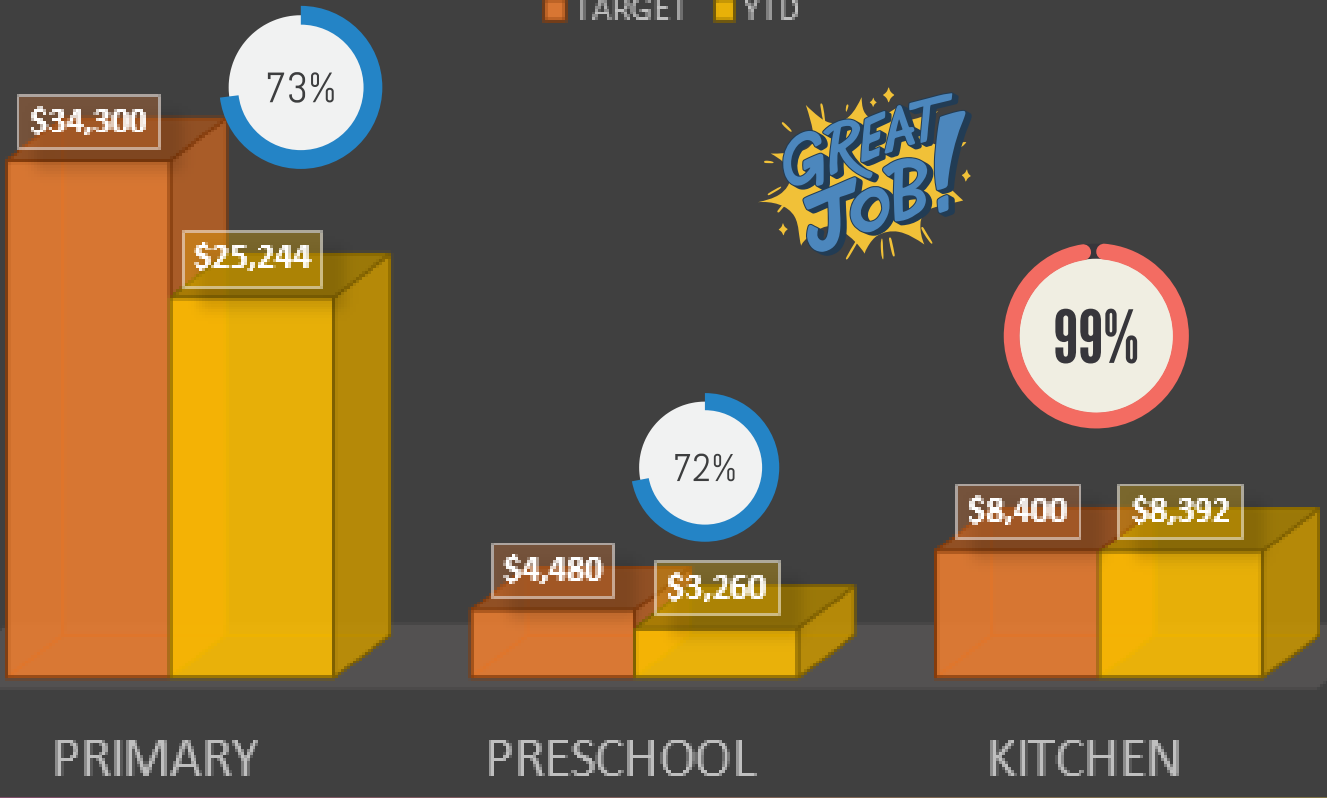 TARGET YTD
73%
$34,300
$25,244
GREAT
JOB!
99%
72%
$4,480
$3,260
$8,400
$8,392
PRIMARY
PRESCHOOL
KITCHEN